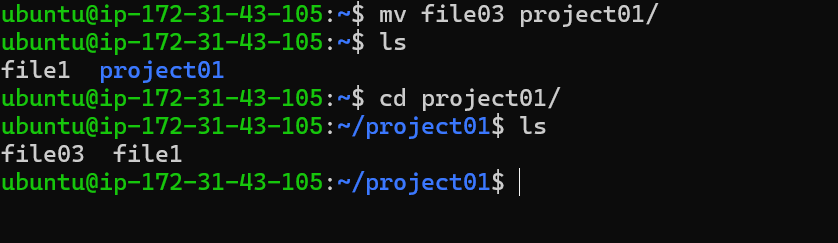 ubuntu@ip-172-31-43-105:~$ mv file03 project01/
ubuntu@ip-172-31-43-105:~$ ls
file1  project01
ubuntu@ip-172-31-43-105:~$ cd project01/
ubuntu@ip-172-31-43-105:~/project01$ ls
file03  file1
ubuntu@ip-172-31-43-105:~/project01$